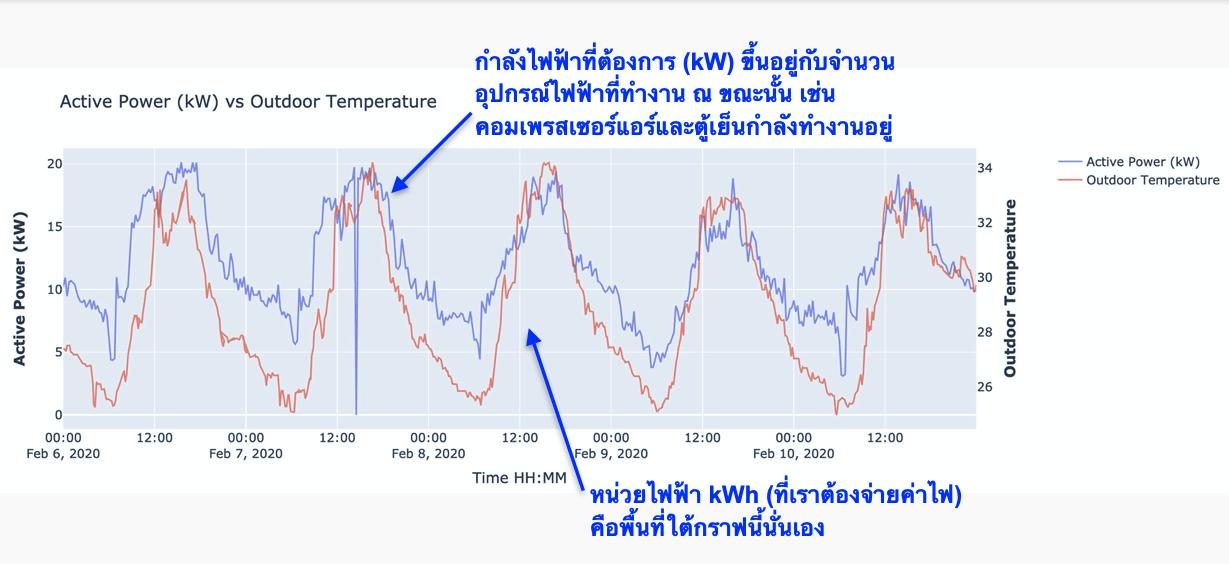 กำลังไฟฟ้าที่ต้องการ (kW) ขึ้นอยู่กับจำนวน
อุปกรณ์ไฟฟ้าที่ทำงาน ณ ขณะนั้น เช่น
คอมเพรสเซอร์แอร์และตู้เย็นกำลังทำงานอยู่
Active Power (kW) vs Outdoor Temperature
Active Power (kW)
Outdoor Temperature
20
15
10
5
0
Active Power (kW)
34
32
30
28
26
Outdoor Temperature
00:00 12:00 00:00 12:00 00:00 12:00 00:00 12:00 00:00 12:00
Feb 6, 2020 Feb 7, 2020 Feb 8, 2020 Feb 9, 2020 Feb 10, 2020
Time HH:MM
หน่วยไฟฟ้า kWh (ที่เราต้องจ่ายค่าไฟ)
คือพื้นที่ใต้กราฟนี้นั่นเอง